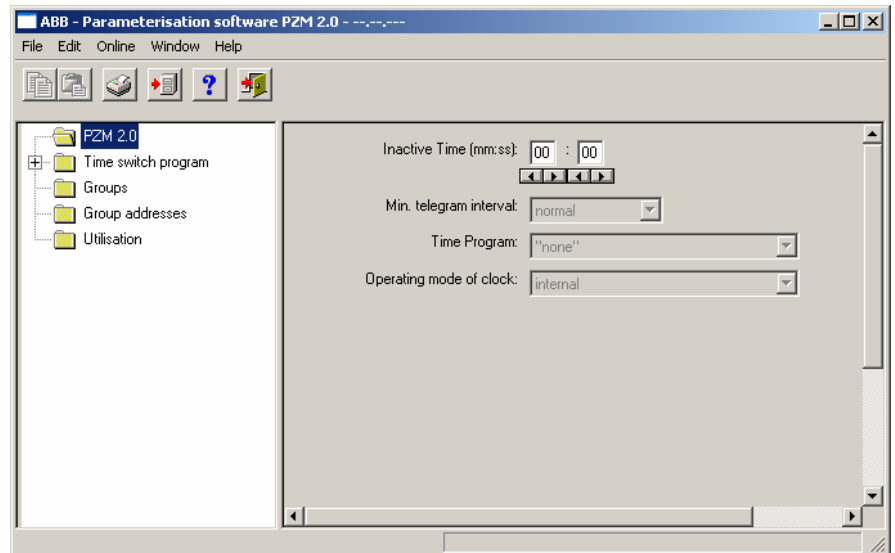 ABB - Parameterisation software PZM 2.0 - --.--.---
File Edit Online Window Help
?
PZM 2.0
Time switch program
Groups
Group addresses
Utilisation
Inactive Time (mm:ss): 00 : 00
Min. telegram interval: normal
Time Program: "none"
Operating mode of clock: internal